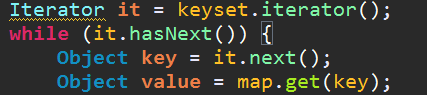 Iterator it = keyset.iterator();
while (it.hasNext()) {
    Object key = it.next();
    Object value = map.get(key);